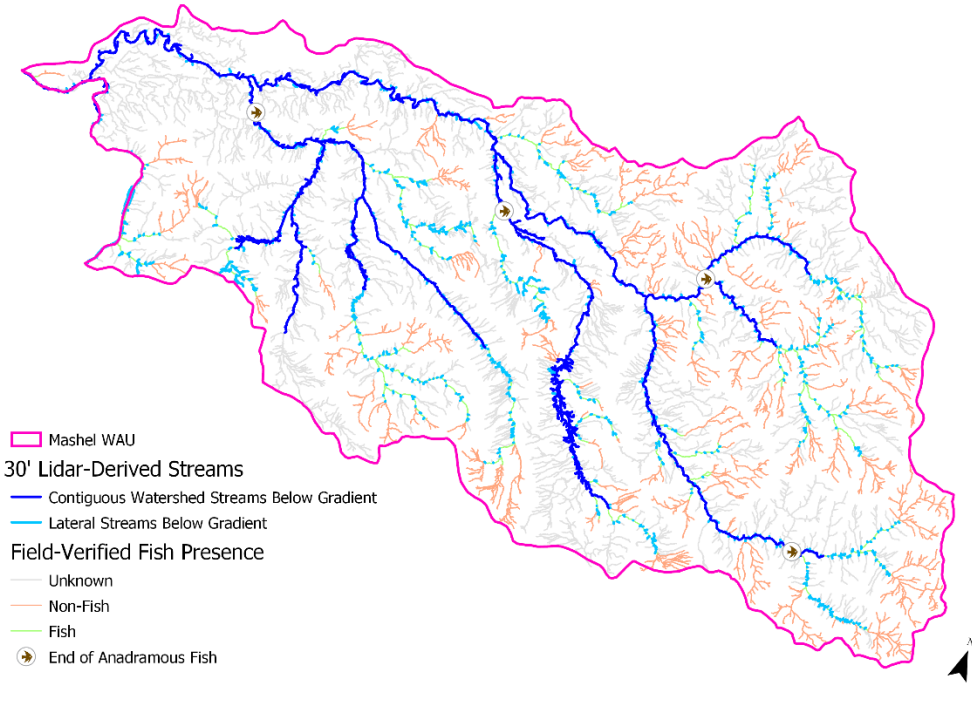 Mashel WAU
30' Lidar-Derived Streams
Contiguous Watershed Streams Below Gradient
Lateral Streams Below Gradient
Field-Verified Fish Presence
Unknown
Non-Fish
Fish
End of Anadramous Fish